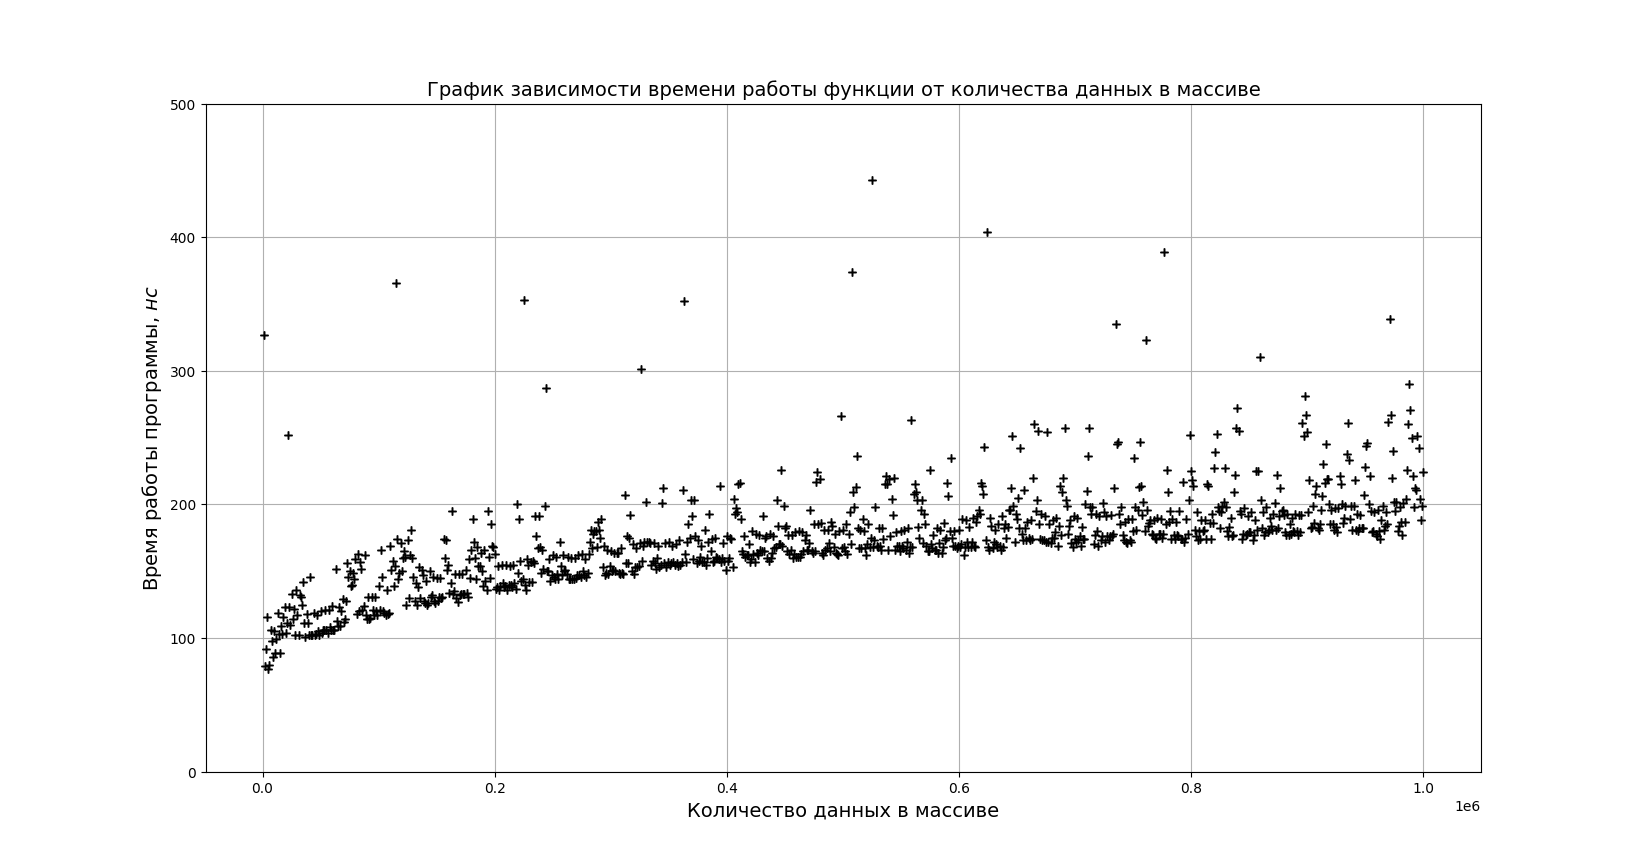 График зависимости времени работы функции от количества данных в массиве
500
400
300
200
100
0
Время работы программы, нс
0.0 0.2 0.4 0.6 0.8 1.0
1e6
Количество данных в массиве